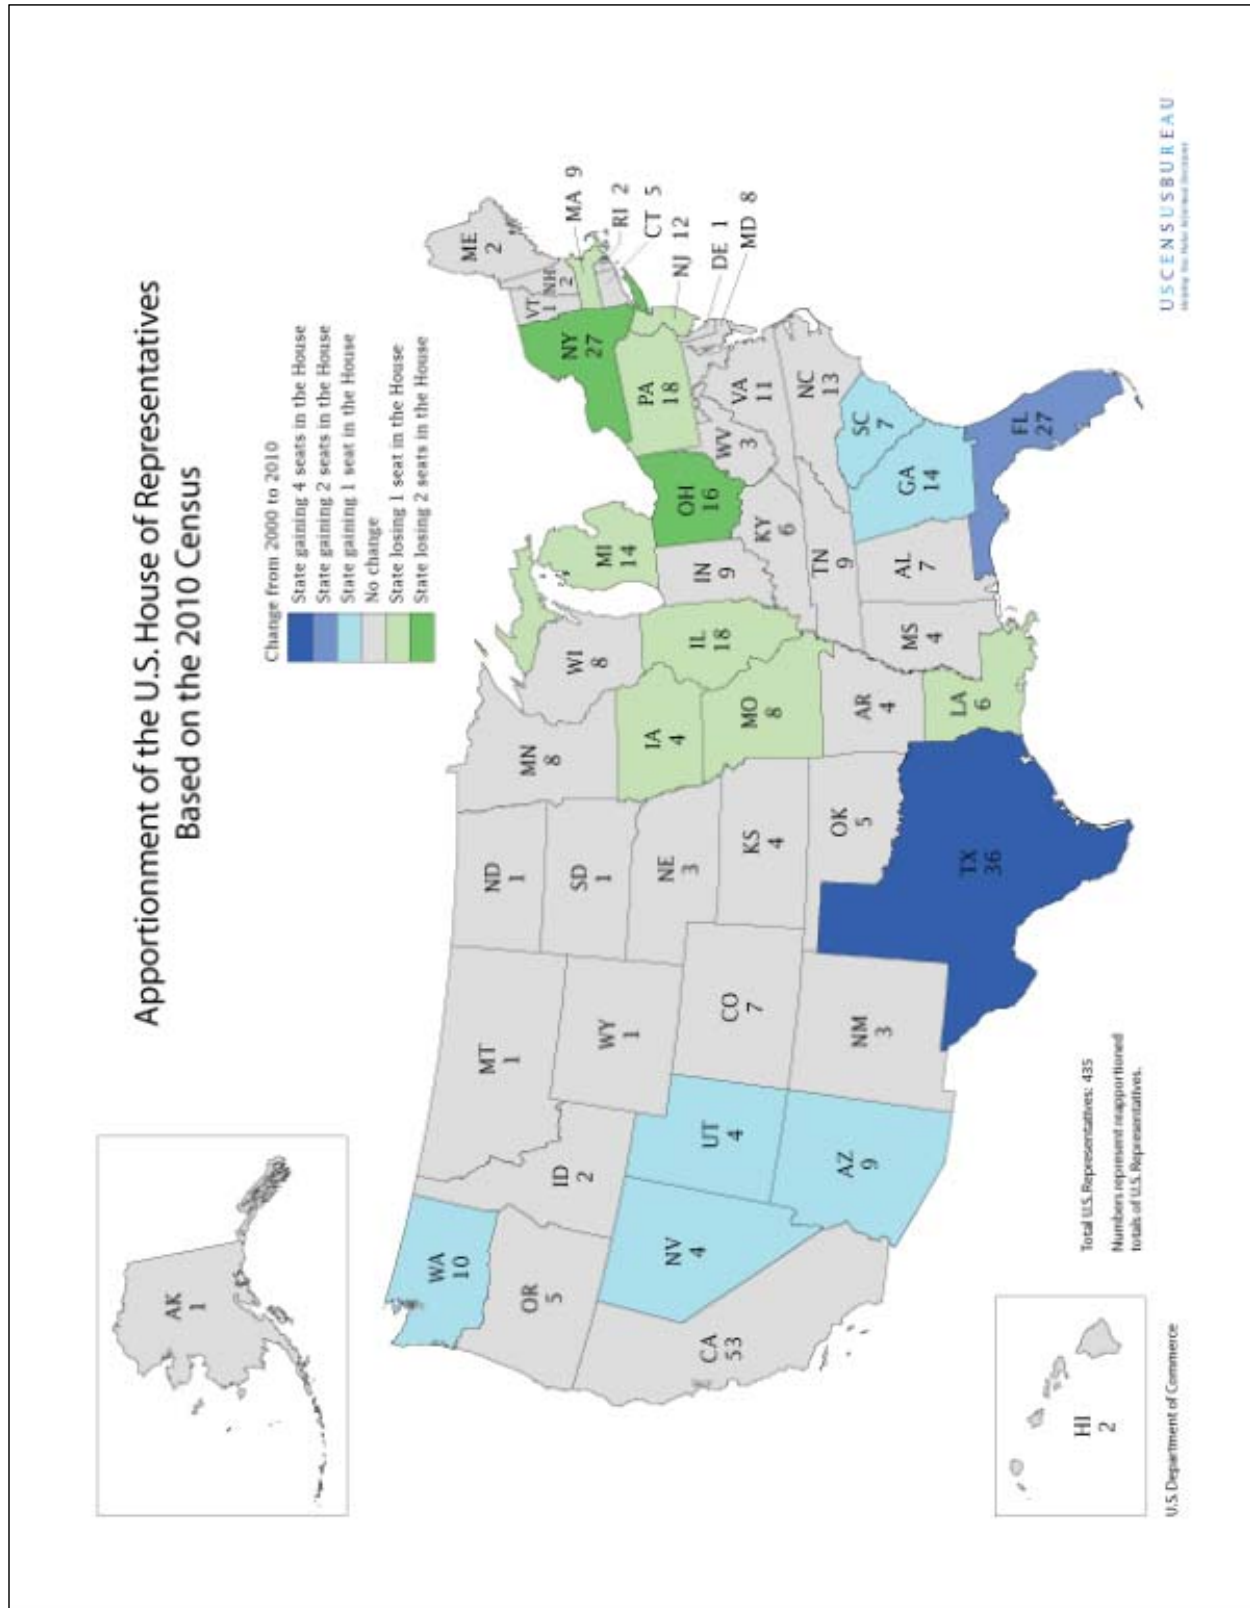 Apportionment of the U.S. House of Representatives
Based on the 2010 Census
Change from 2000 to 2010
State gaining 4 seats in the House
State gaining 2 seats in the House
State gaining 1 seat in the House
No change
State losing 1 seat in the House
State losing 2 seats in the House
AK
1
WA
10
OR
5
CA
53
NV
4
ID
2
MT
1
WY
1
UT
4
AZ
9
CO
7
NM
3
ND
1
SD
1
NE
3
KS
4
OK
5
TX
36
MN
8
IA
4
MO
8
AR
4
LA
6
WI
8
IL
18
MS
4
MI
14
IN
9
KY
6
TN
9
AL
7
OH
16
GA
14
FL
27
SC
7
NC
13
VA
11
WV
3
PA
18
NY
27
VT
1
NH
2
ME
2
MA 9
RI 2
CT 5
NJ 12
DE 1
MD 8
HI
2
Total U.S. Representatives: 435
Numbers represent reapportioned
totals of U.S. Representatives.
U.S. Department of Commerce
USCENSUSBUREAU
Helping You Make Informed Decisions